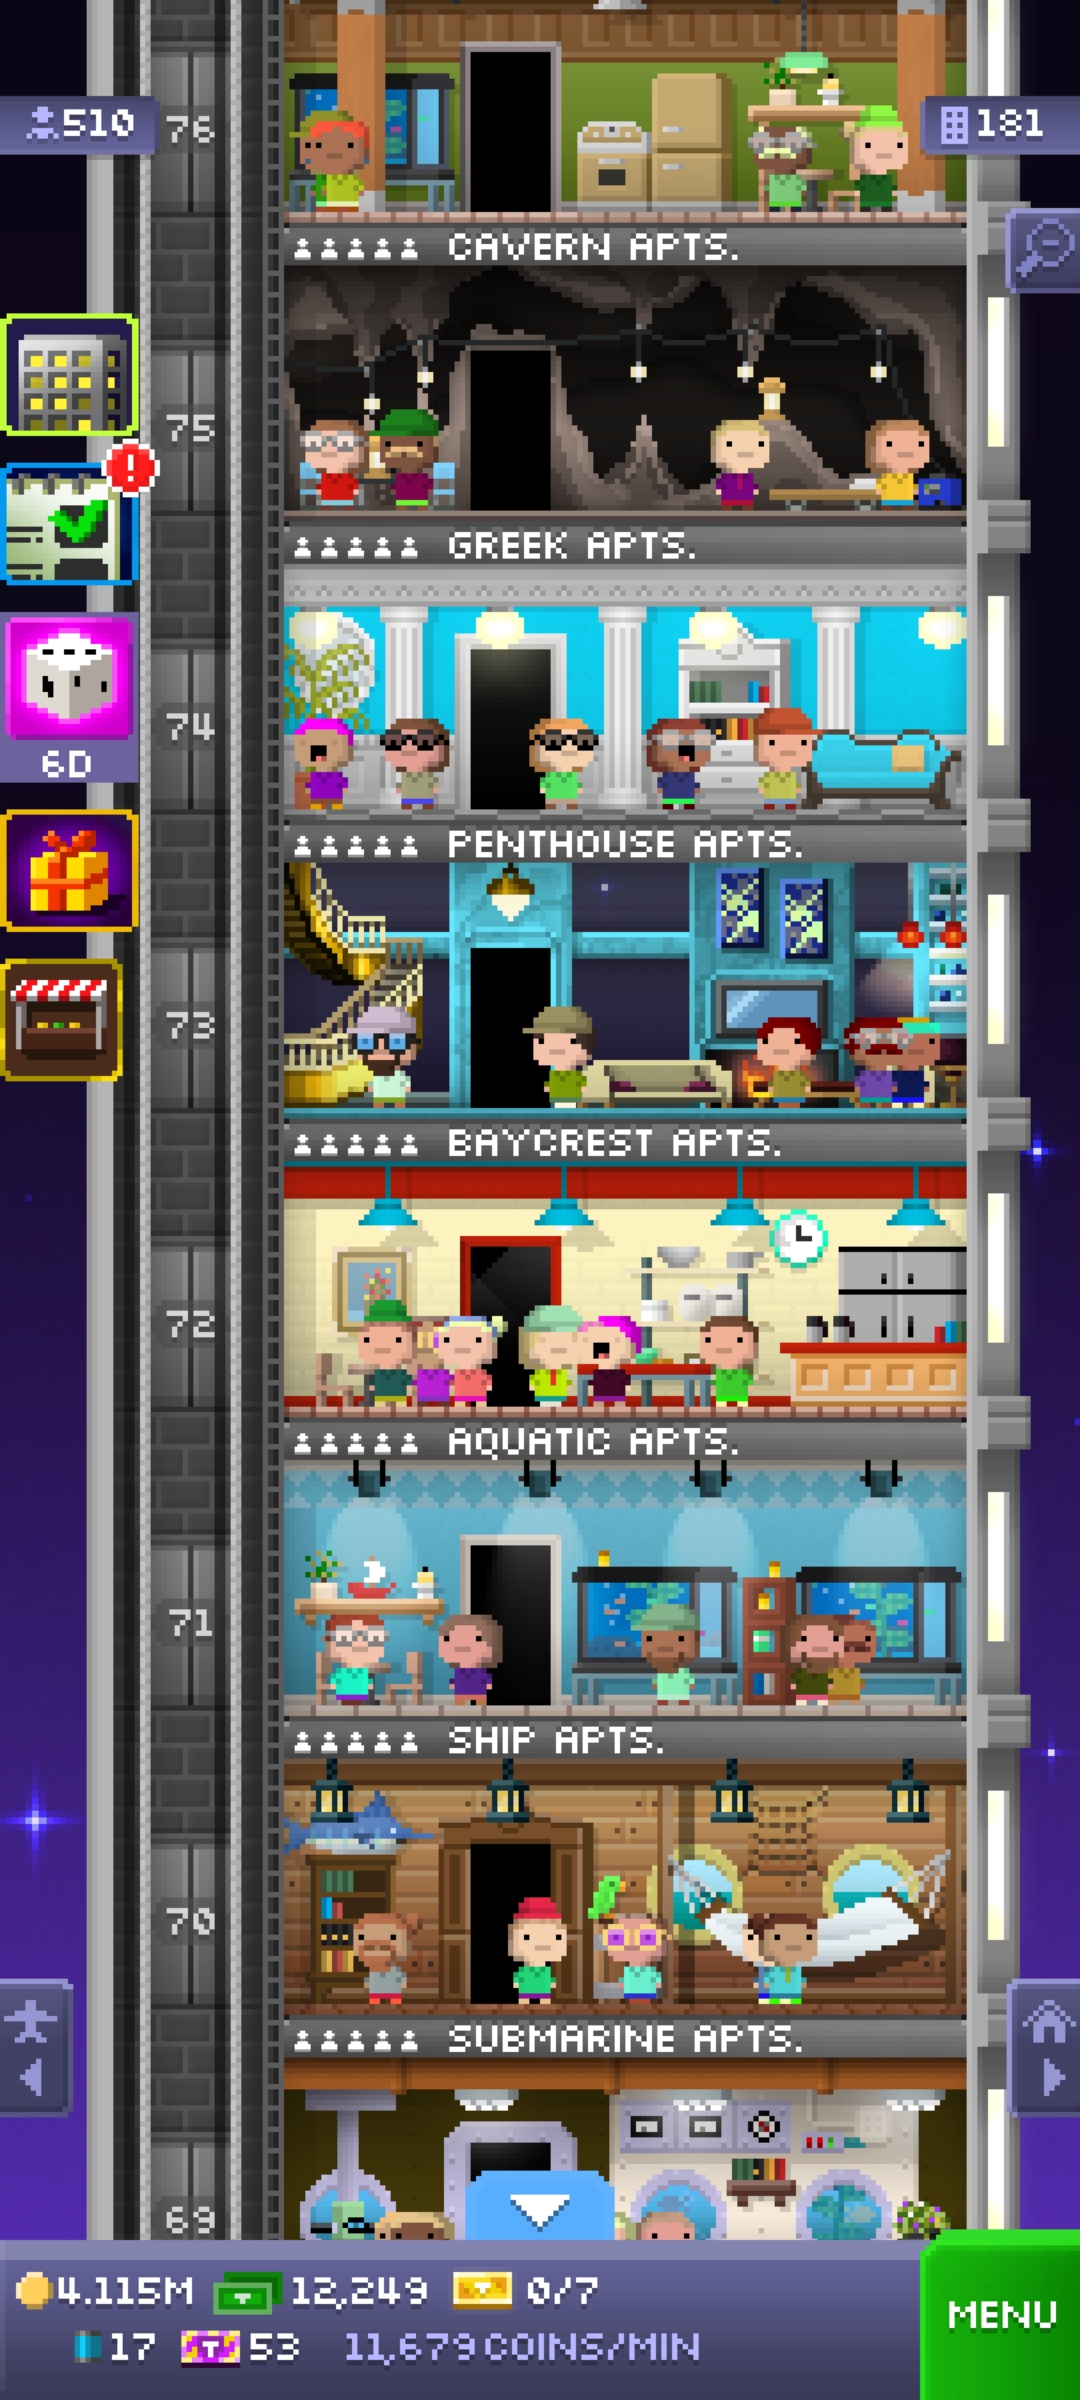 510
76
181
CAVERN APTS.
75
GREEK APTS.
74
6D
PENTHOUSE APTS.
73
BAYCREST APTS.
72
AQUATIC APTS.
71
SHIP APTS.
70
SUBMARINE APTS.
69
4.115M 12,249 0/7
17 53 11,679 COINS/MIN
MENU